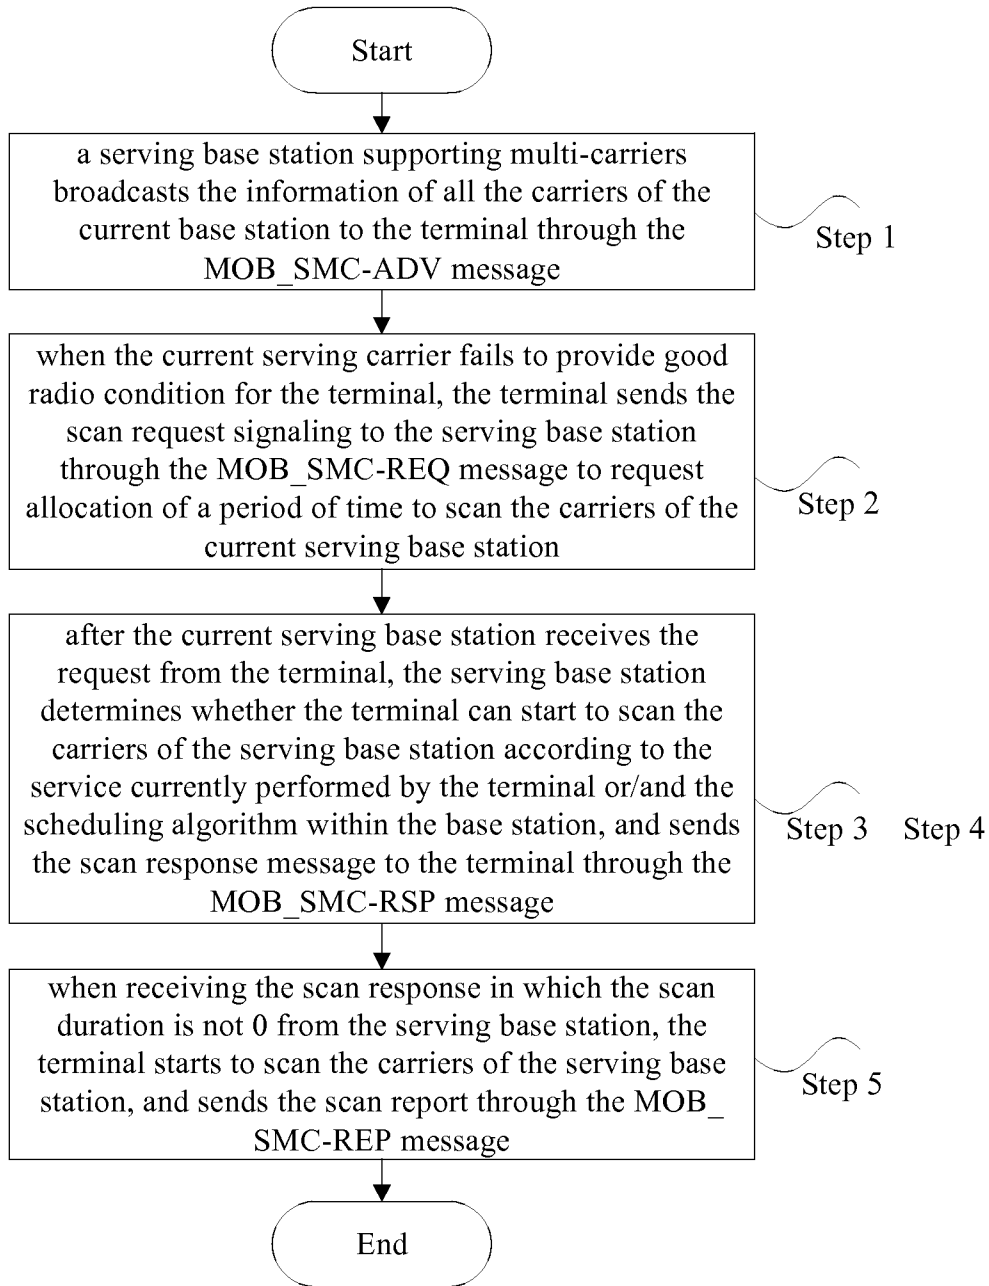 Start
a serving base station supporting multi-carriers
broadcasts the information of all the carriers of the
current base station to the terminal through the
MOB_SMC-ADV message
Step 1
when the current serving carrier fails to provide good
radio condition for the terminal, the terminal sends the
scan request signaling to the serving base station
through the MOB_SMC-REQ message to request
allocation of a period of time to scan the carriers of the
current serving base station
Step 2
after the current serving base station receives the
request from the terminal, the serving base station
determines whether the terminal can start to scan the
carriers of the serving base station according to the
service currently performed by the terminal or/and the
scheduling algorithm within the base station, and sends
the scan response message to the terminal through the
MOB_SMC-RSP message
Step 3 Step 4
when receiving the scan response in which the scan
duration is not 0 from the serving base station, the
terminal starts to scan the carriers of the serving base
station, and sends the scan report through the MOB_
SMC-REP message
Step 5
End